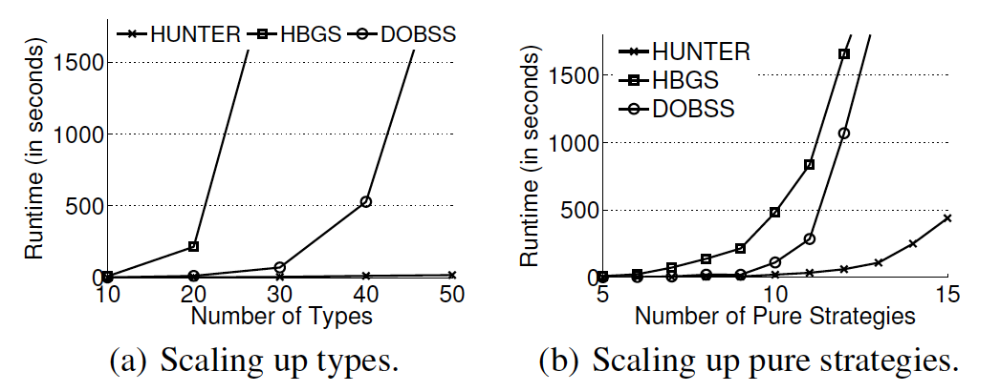 HUNTER HBGS DOBSS
Runtime (in seconds)
1500
1000
500
0
10 20 30 40 50
Number of Types
(a) Scaling up types.
HUNTER
HBGS
DOBSS
Runtime (in seconds)
1500
1000
500
0
5 10 15
Number of Pure Strategies
(b) Scaling up pure strategies.